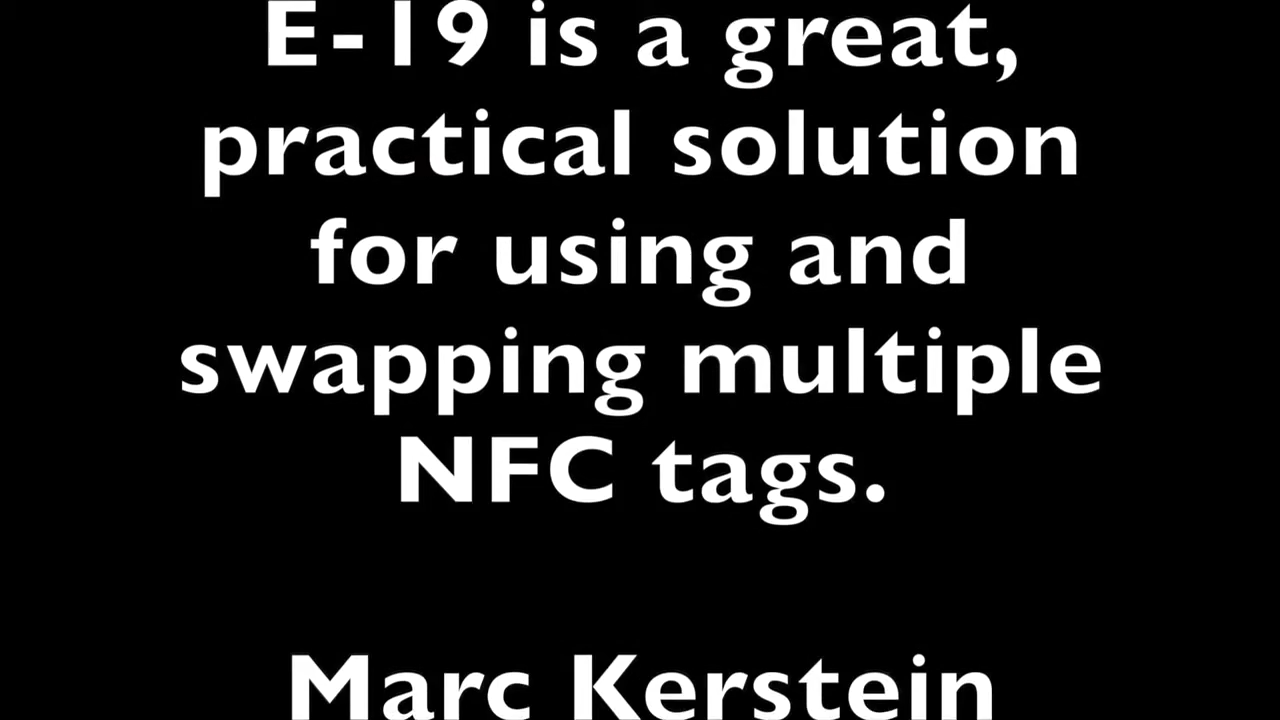 E-19 is a great,
practical solution
for using and
swapping multiple
NFC tags.
Marc Kerstein